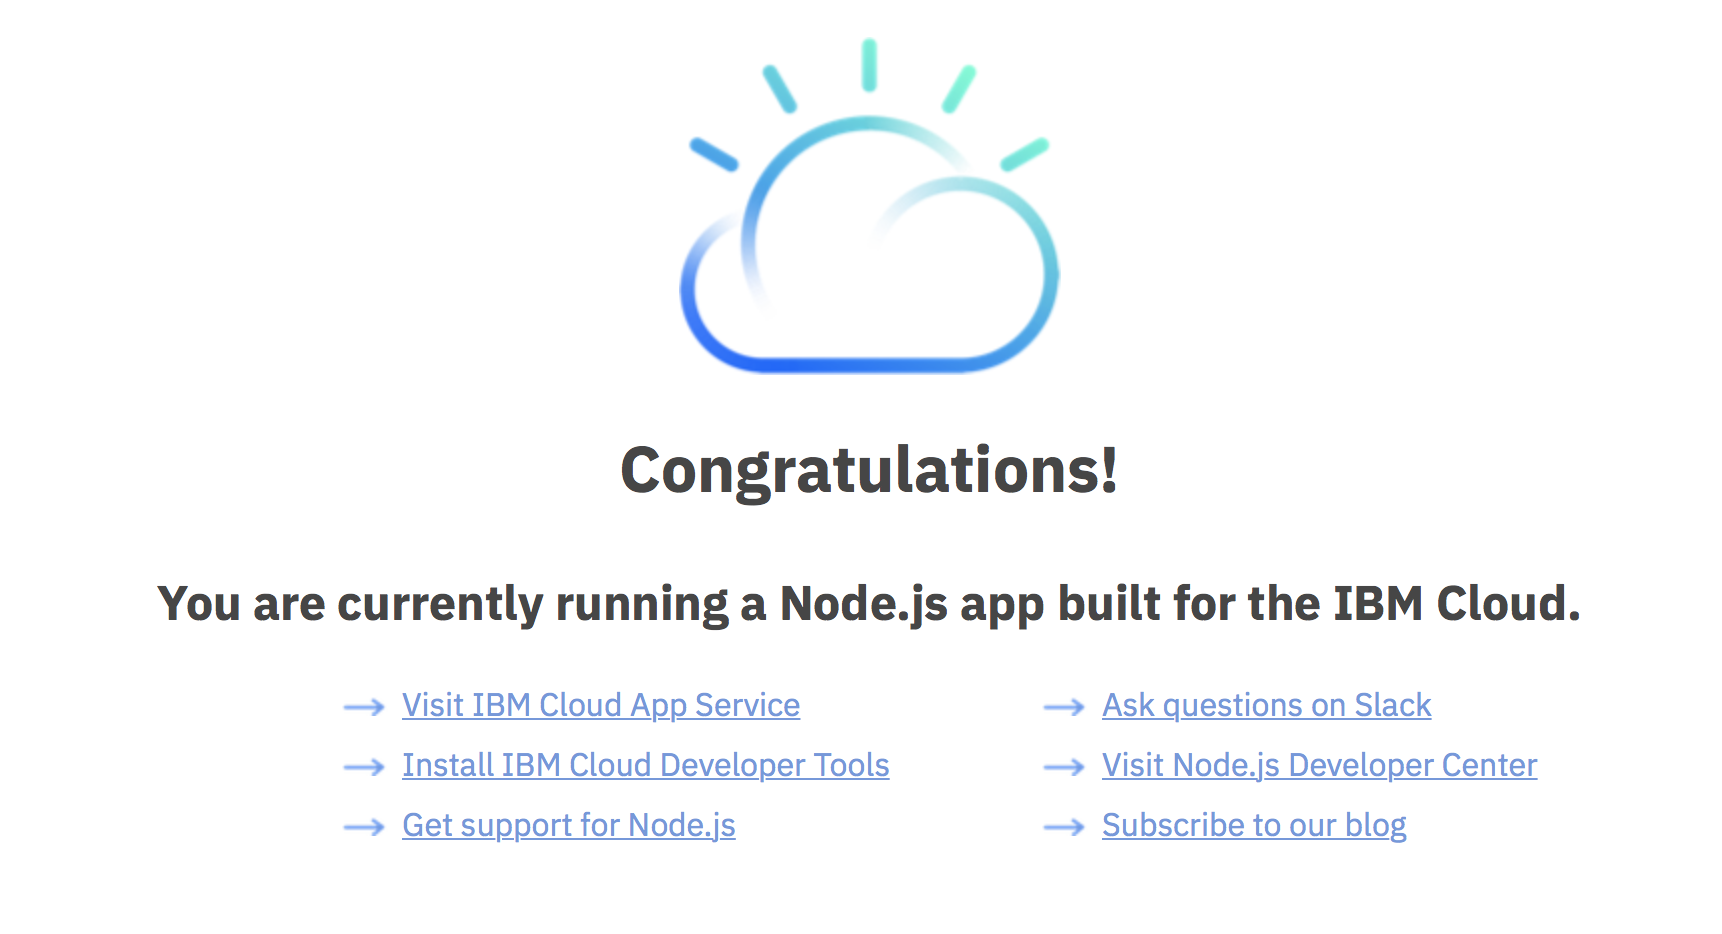 Congratulations!
You are currently running a Node.js app built for the IBM Cloud.
Visit IBM Cloud App Service
Install IBM Cloud Developer Tools
Get support for Node.js
Ask questions on Slack
Visit Node.js Developer Center
Subscribe to our blog